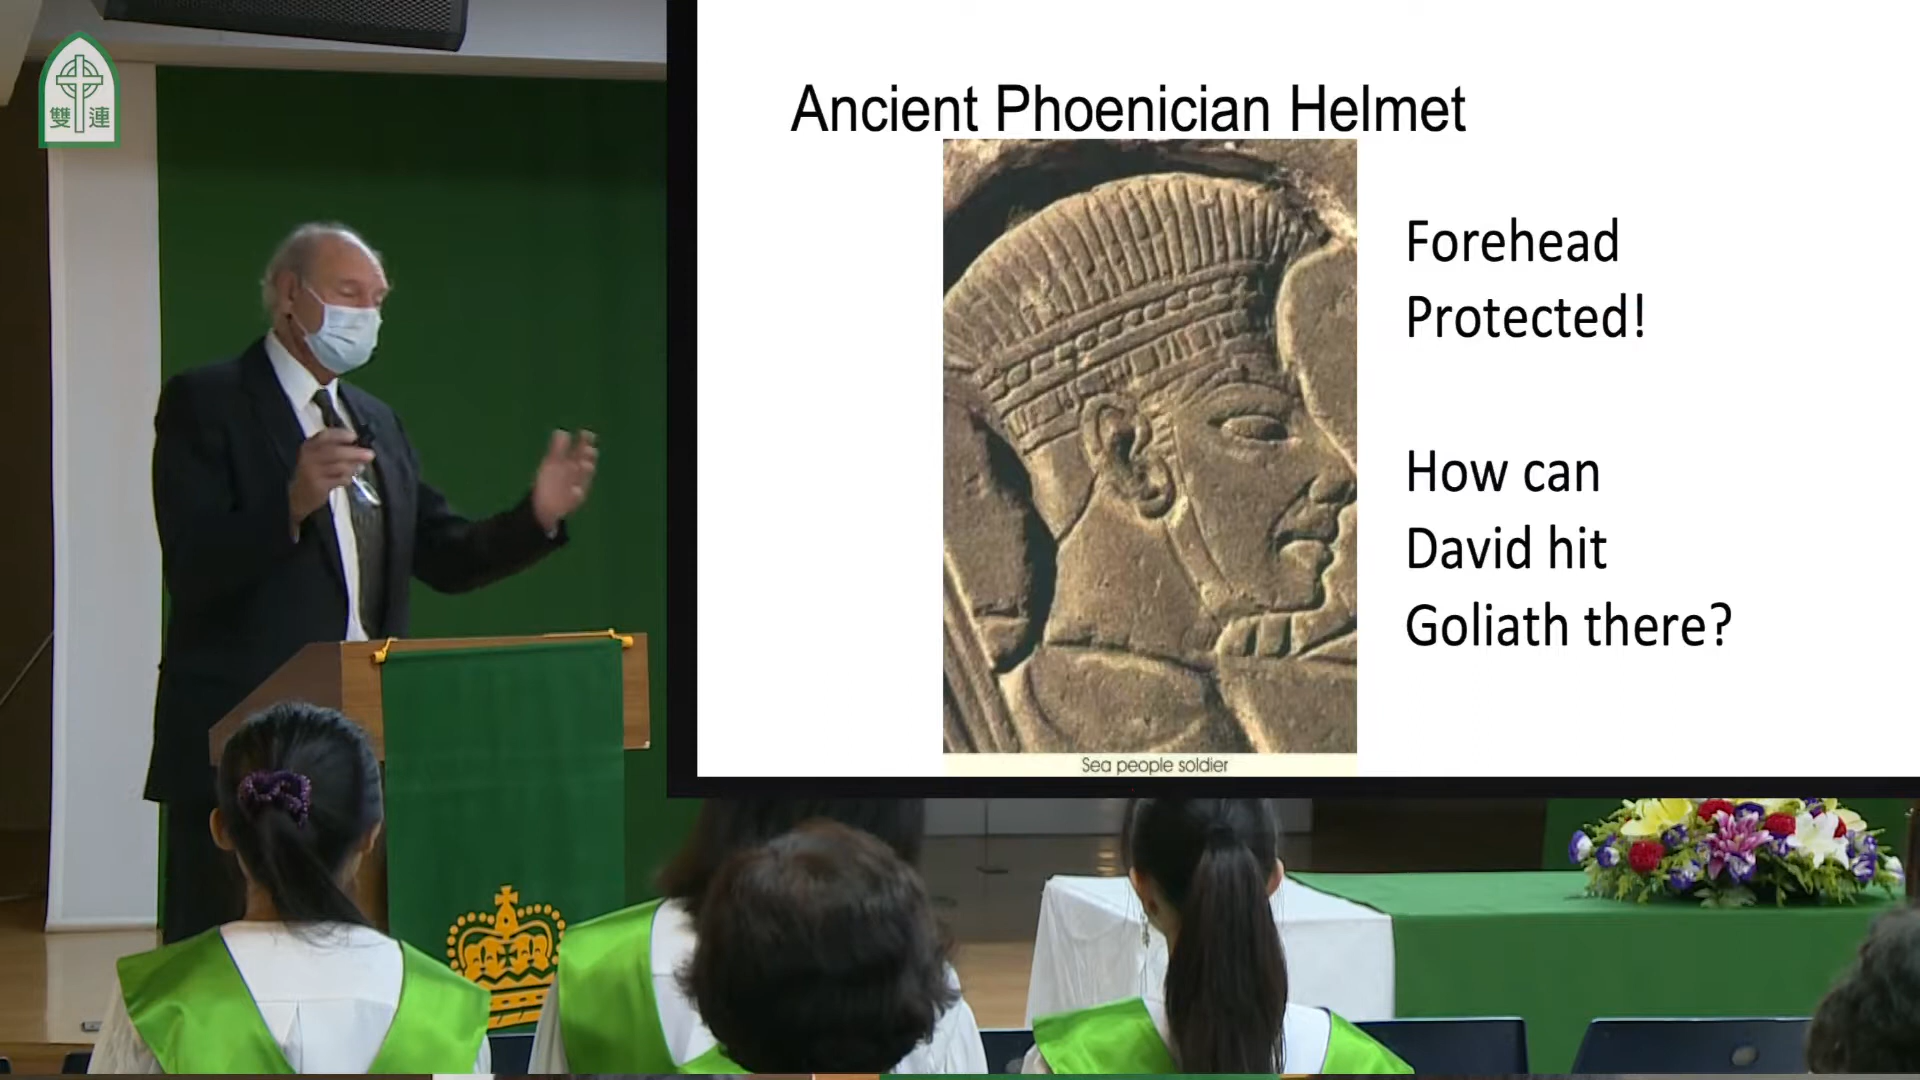 雙連
Ancient Phoenician Helmet
Forehead
Protected!
How can
David hit
Goliath there?
Sea people soldier